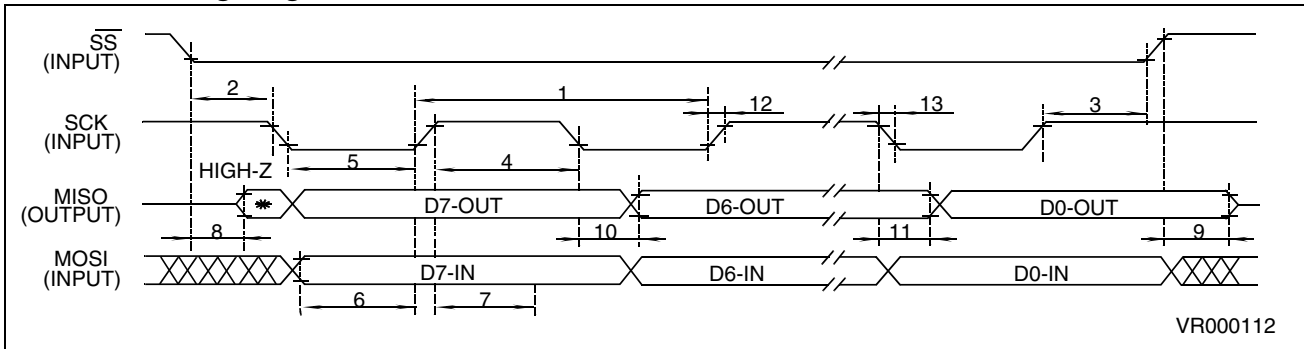 SS
(INPUT)
2
1
12
13
3
SCK
(INPUT)
5
4
HIGH-Z
MISO
(OUTPUT)
D7-OUT
D6-OUT
D0-OUT
8
10
11
9
MOSI
(INPUT)
D7-IN
D6-IN
D0-IN
6
7
VR000112